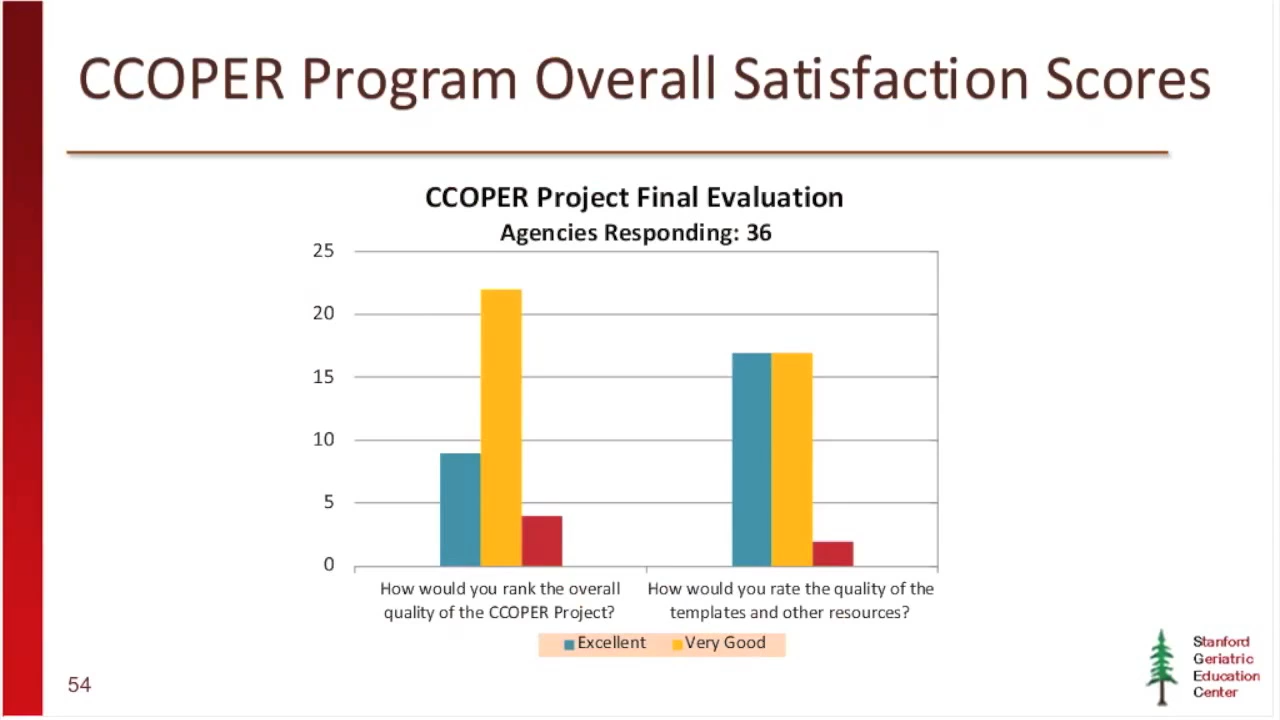 CCOPER Program Overall Satisfaction Scores
CCOPER Project Final Evaluation
Agencies Responding: 36
25
20
15
10
5
0
How would you rank the overall
quality of the CCOPER Project?
How would you rate the quality of the
templates and other resources?
Excellent Very Good
54
Stanford
Geriatric
Education
Center